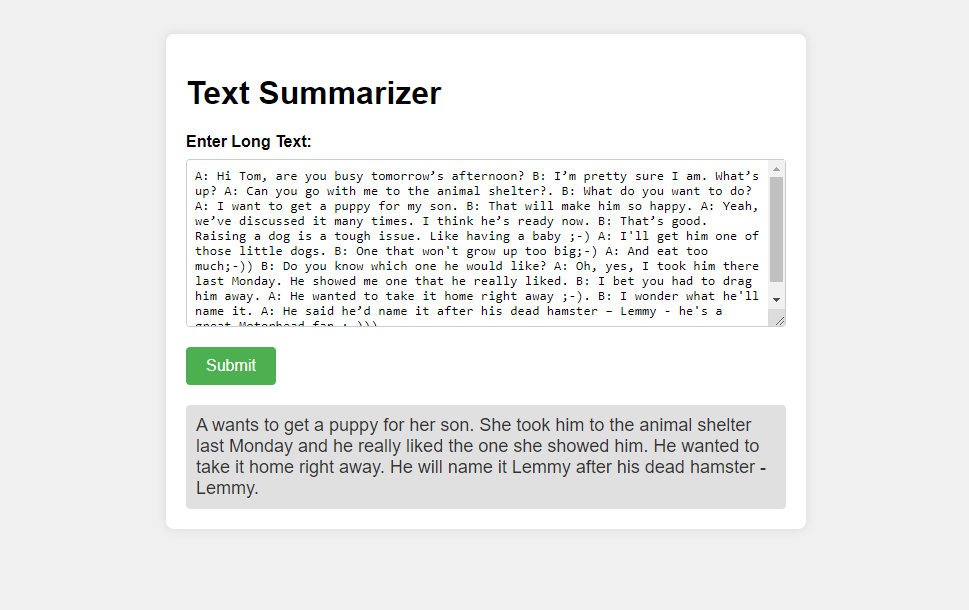 Text Summarizer
Enter Long Text:
A: Hi Tom, are you busy tomorrow’s afternoon? B: I’m pretty sure I am. What’s
up? A: Can you go with me to the animal shelter?. B: What do you want to do?
A: I want to get a puppy for my son. B: That will make him so happy. A: Yeah,
we’ve discussed it many times. I think he’s ready now. B: That’s good.
Raising a dog is a tough issue. Like having a baby ;-) A: I'll get him one of
those little dogs. B: One that won't grow up too big;-) A: And eat too
much;-)) B: Do you know which one he would like? A: Oh, yes, I took him there
last Monday. He showed me one that he really liked. B: I bet you had to drag
him away. A: He wanted to take it home right away ;-). B: I wonder what he'll
name it. A: He said he’d name it after his dead hamster – Lemmy - he's a
great Motorhead fan :-)))
Submit
A wants to get a puppy for her son. She took him to the animal shelter
last Monday and he really liked the one she showed him. He wanted to
take it home right away. He will name it Lemmy after his dead hamster -
Lemmy.